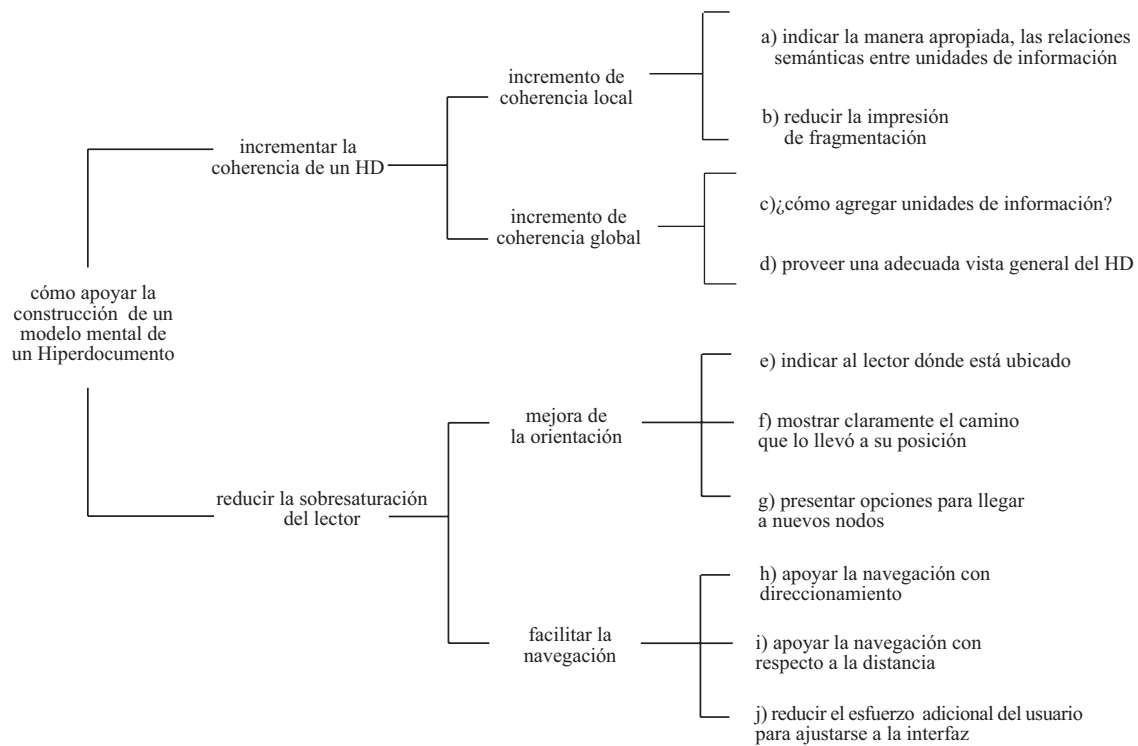 cómo apoyar la
construcción de un
modelo mental de
un Hiperdocumento
incrementar la
coherencia de un HD
incremento de
coherencia local
a) indicar la manera apropiada, las relaciones
semánticas entre unidades de información
b) reducir la impresión
de fragmentación
incremento de
coherencia global
c)¿cómo agregar unidades de información?
d) proveer una adecuada vista general del HD
reducir la sobresaturación
del lector
mejora de
la orientación
e) indicar al lector dónde está ubicado
f) mostrar claramente el camino
que lo llevó a su posición
g) presentar opciones para llegar
a nuevos nodos
facilitar la
navegación
h) apoyar la navegación con
direccionamiento
i) apoyar la navegación con
respecto a la distancia
j) reducir el esfuerzo adicional del usuario
para ajustarse a la interfaz